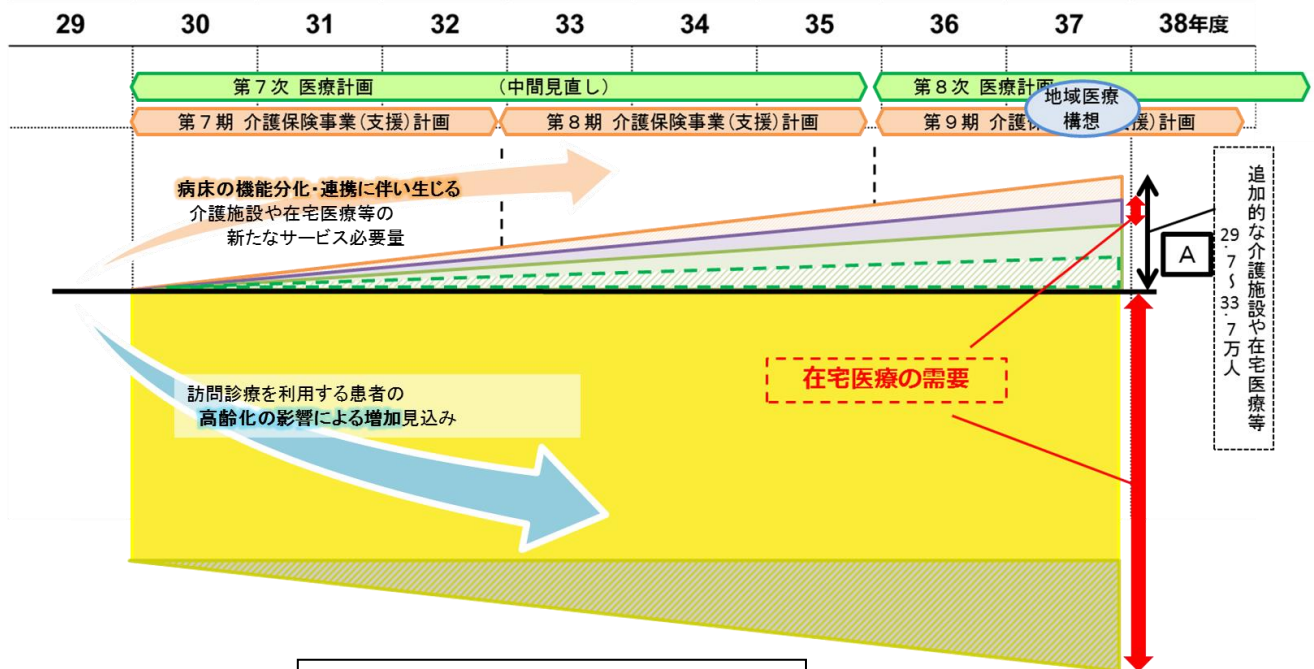 29 30 31 32 33 34 35 36 37 38年度
第7次 医療計画 (中間見直し) 第8次 医療計画
地域医療
構想
第7期 介護保険事業(支援)計画 第8期 介護保険事業(支援)計画 第9期 介護保 支援)計画
病床の機能分化・連携に伴い生じる
介護施設や在宅医療等の
新たなサービス必要量
A
追加的な介護施設や在宅医療等
29.7~33.7万人
在宅医療の需要
訪問診療を利用する患者の
高齢化の影響による増加見込み